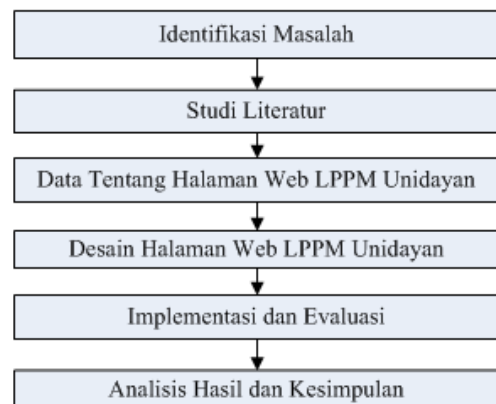 Identifikasi Masalah
Studi Literatur
Data Tentang Halaman Web LPPM Unidayan
Desain Halaman Web LPPM Unidayan
Implementasi dan Evaluasi
Analisis Hasil dan Kesimpulan